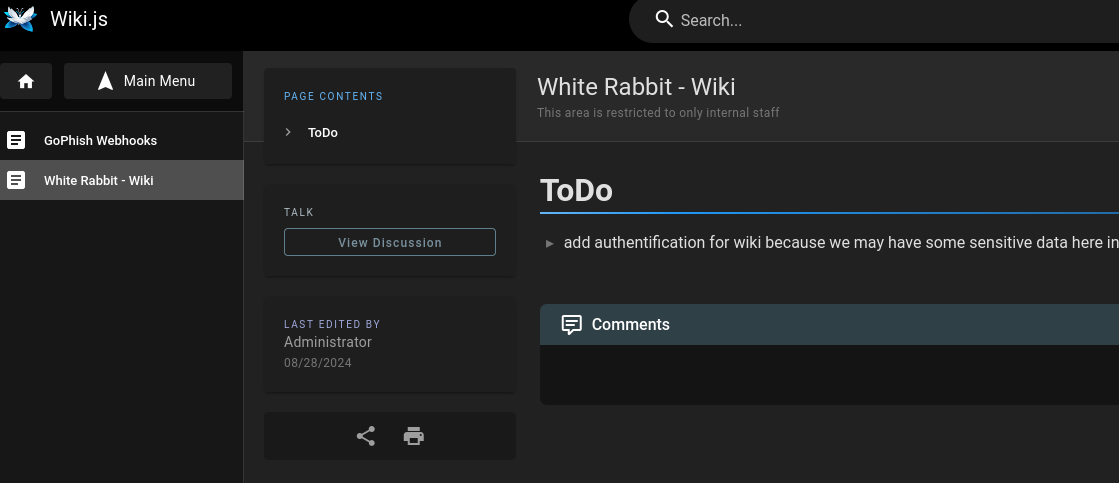 Wiki.js
Search...
Main Menu
GoPhish Webhooks
White Rabbit - Wiki
PAGE CONTENTS
ToDo
TALK
View Discussion
LAST EDITED BY
Administrator
08/28/2024
White Rabbit - Wiki
This area is restricted to only internal staff
ToDo
add authentification for wiki because we may have some sensitive data here in
Comments